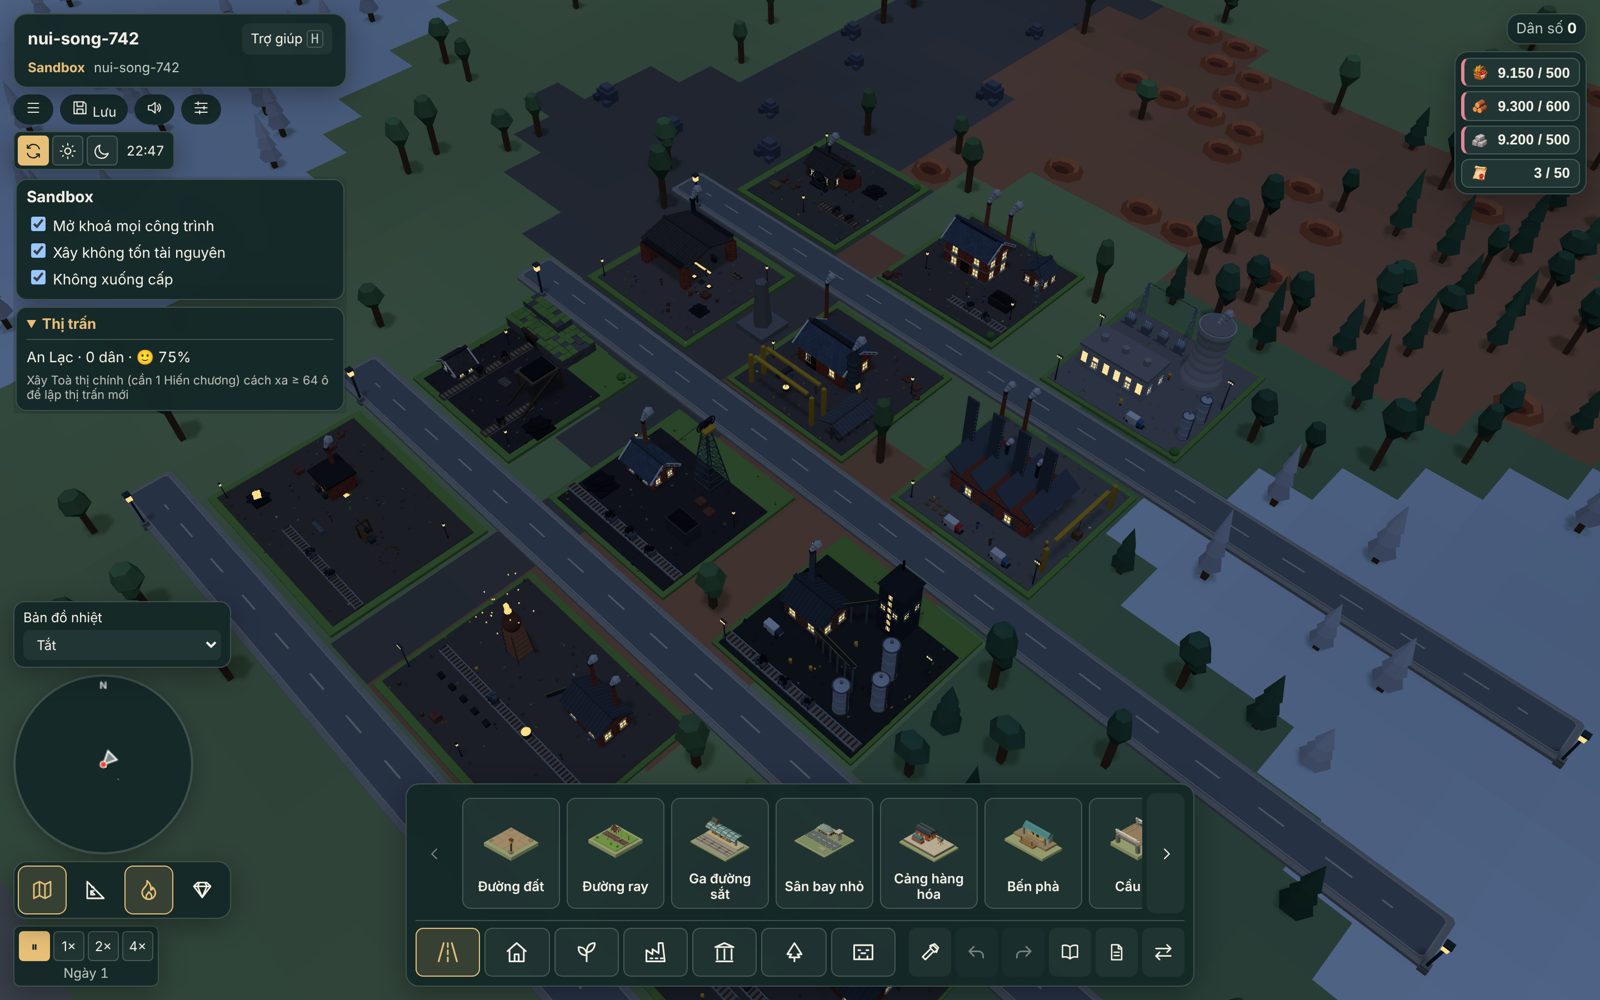 nui-song-742
Trợ giúp H
Sandbox nui-song-742
Lưu
22:47
Sandbox
Mở khoá mọi công trình
Xây không tốn tài nguyên
Không xuống cấp
Thị trấn
An Lạc · 0 dân · 🙂 75%
Xây Toà thị chính (cần 1 Hiến chương) cách xa ≥ 64 ô
để lập thị trấn mới
Dân số 0
9.150 / 500
9.300 / 600
9.200 / 500
3 / 50
Bản đồ nhiệt
Tắt
N
1×
2×
4×
Ngày 1
Đường đất
Đường ray
Ga đường
sắt
Sân bay nhỏ
Cảng hàng
hóa
Bến phà
Cầu